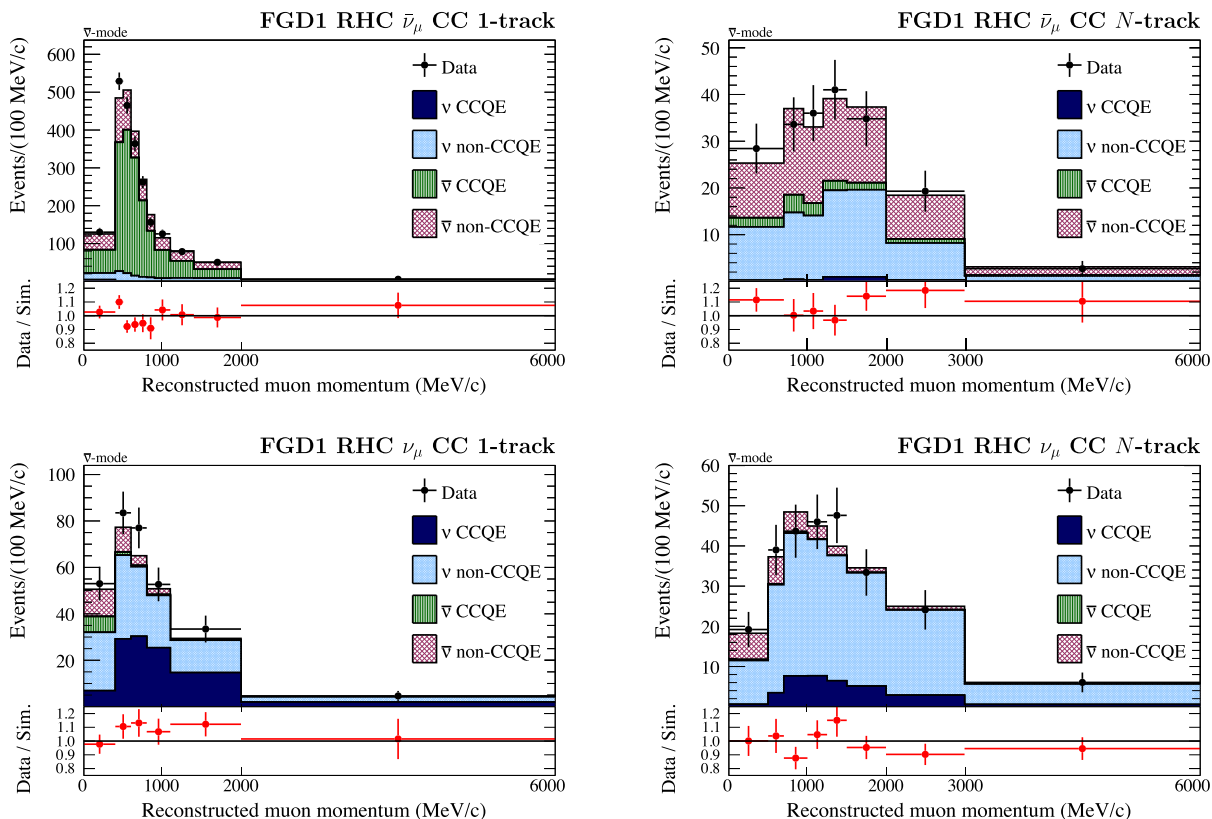 FGD1 RHC ν̄μ CC 1-track
ν̄-mode
Events/(100 MeV/c)
600
500
400
300
200
100
Data
ν CCQE
ν non-CCQE
ν̄ CCQE
ν̄ non-CCQE
Data / Sim.
1.2
1.1
1.0
0.9
0.8
0 1000 2000 6000
Reconstructed muon momentum (MeV/c)
FGD1 RHC ν̄μ CC N-track
ν̄-mode
Events/(100 MeV/c)
50
40
30
20
10
Data
ν CCQE
ν non-CCQE
ν̄ CCQE
ν̄ non-CCQE
Data / Sim.
1.2
1.1
1.0
0.9
0.8
0 1000 2000 3000 6000
Reconstructed muon momentum (MeV/c)
FGD1 RHC νμ CC 1-track
ν̄-mode
Events/(100 MeV/c)
100
80
60
40
20
Data
ν CCQE
ν non-CCQE
ν̄ CCQE
ν̄ non-CCQE
Data / Sim.
1.2
1.1
1.0
0.9
0.8
0 1000 2000 6000
Reconstructed muon momentum (MeV/c)
FGD1 RHC νμ CC N-track
ν̄-mode
Events/(100 MeV/c)
60
50
40
30
20
10
Data
ν CCQE
ν non-CCQE
ν̄ CCQE
ν̄ non-CCQE
Data / Sim.
1.2
1.1
1.0
0.9
0.8
0 1000 2000 3000 6000
Reconstructed muon momentum (MeV/c)